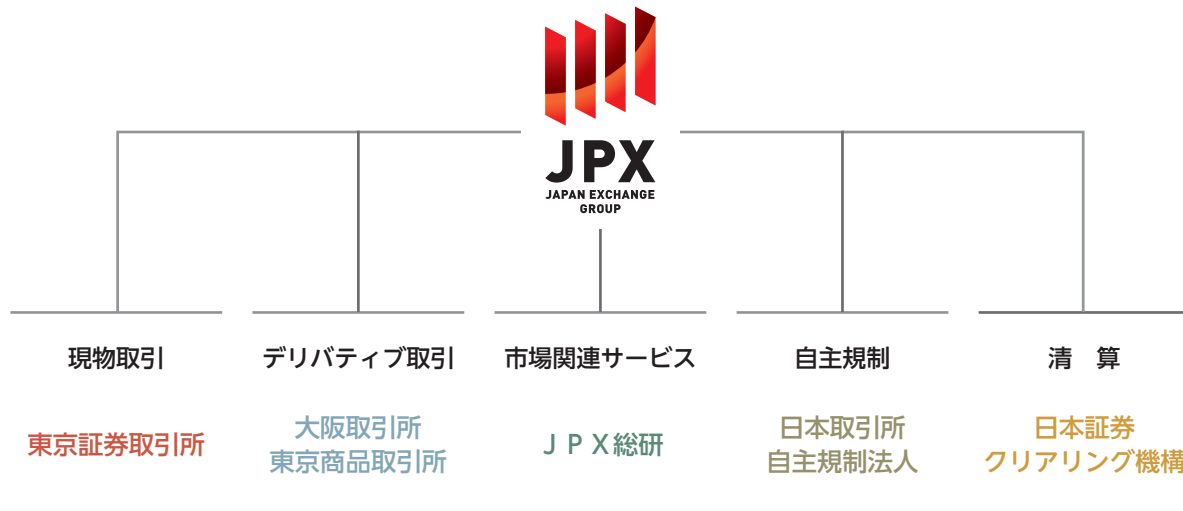 JPX
JAPAN EXCHANGE
GROUP
現物取引
東京証券取引所
デリバティブ取引
大阪取引所
東京商品取引所
市場関連サービス
ＪＰＸ総研
自主規制
日本取引所
自主規制法人
清　算
日本証券
クリアリング機構